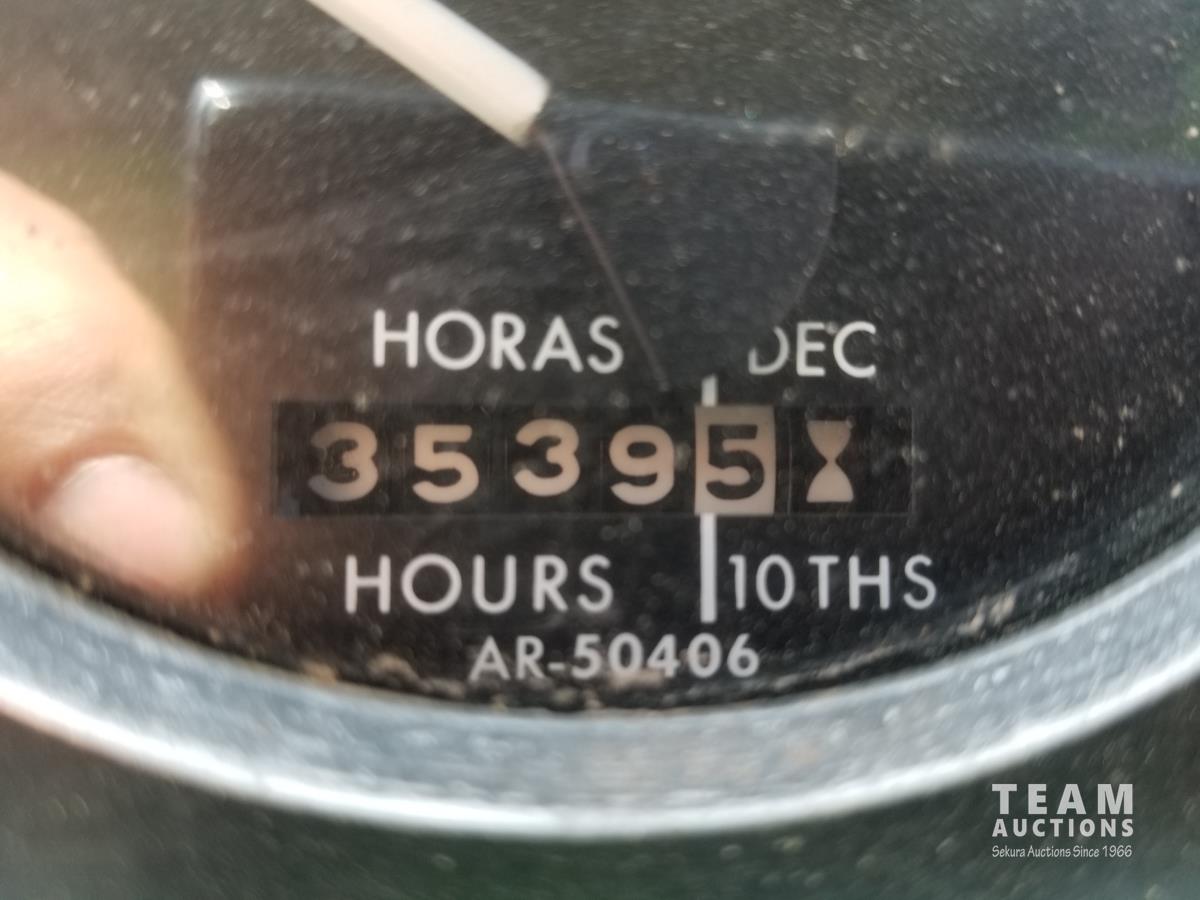 HORAS DEC
35395
HOURS 10THS
AR-50406
TEAM
AUCTIONS
Sekura Auctions Since 1966